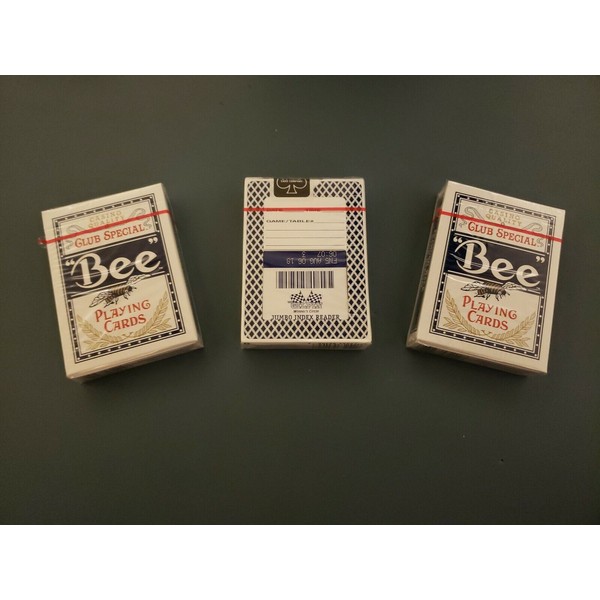 CASINO
QUALITY
CLUB SPECIAL
"Bee"
PLAYING
CARDS
GAME/TABLE#
JUMBO INDEX READER
CASINO
QUALITY
CLUB SPECIAL
"Bee"
PLAYING
CARDS